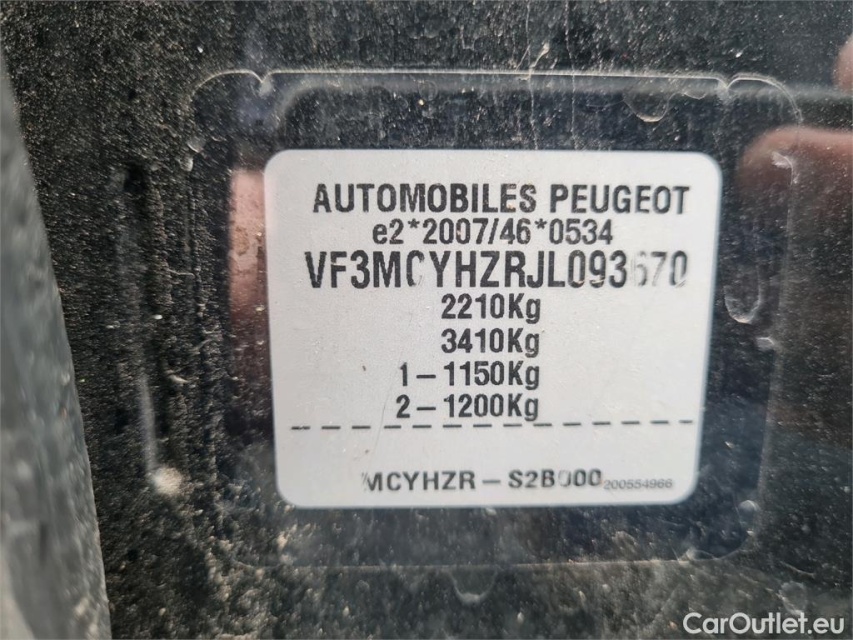 AUTOMOBILES PEUGEOT
e2*2007/46*0534
VF3MCYHZRJL093670
2210Kg
3410Kg
1-1150Kg
2-1200Kg
MCYHZR-S2B000 200554966
CarOutlet.eu